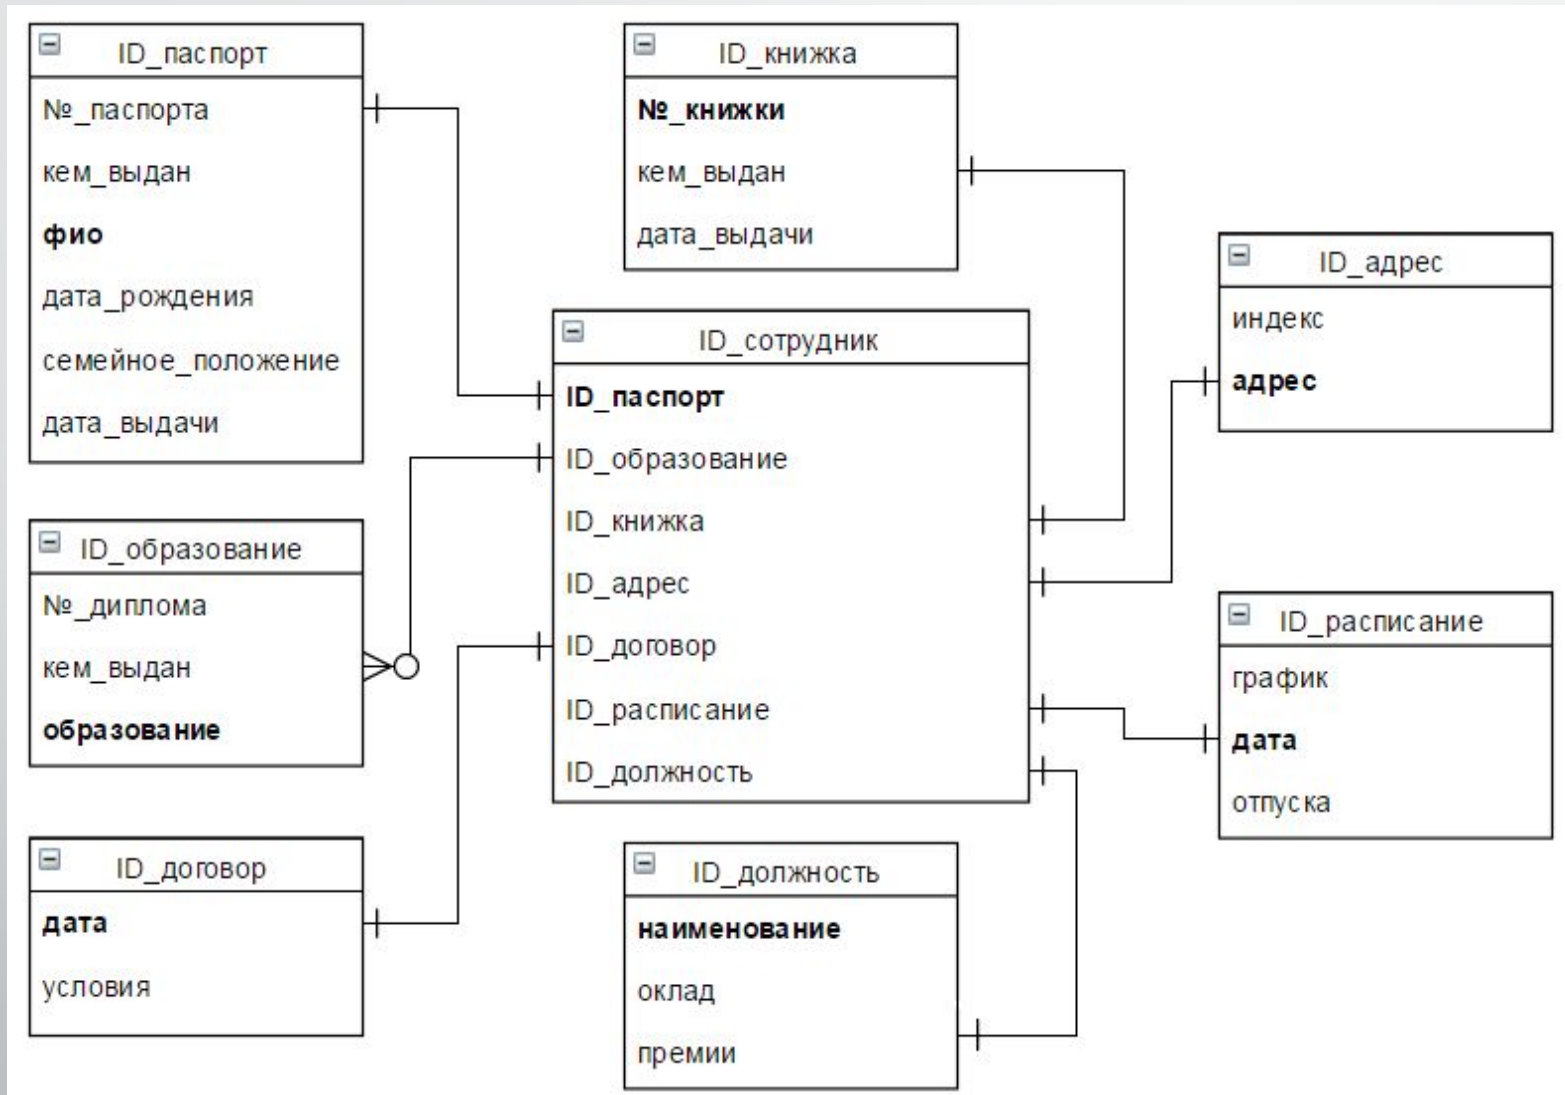 ID_паспорт
№_паспорта
кем_выдан
фио
дата_рождения
семейное_положение
дата_выдачи
ID_книжка
№_книжки
кем_выдан
дата_выдачи
ID_адрес
индекс
адрес
ID_сотрудник
ID_паспорт
ID_образование
ID_книжка
ID_адрес
ID_договор
ID_расписание
ID_должность
ID_образование
№_диплома
кем_выдан
образование
ID_расписание
график
дата
отпуска
ID_договор
дата
условия
ID_должность
наименование
оклад
премии